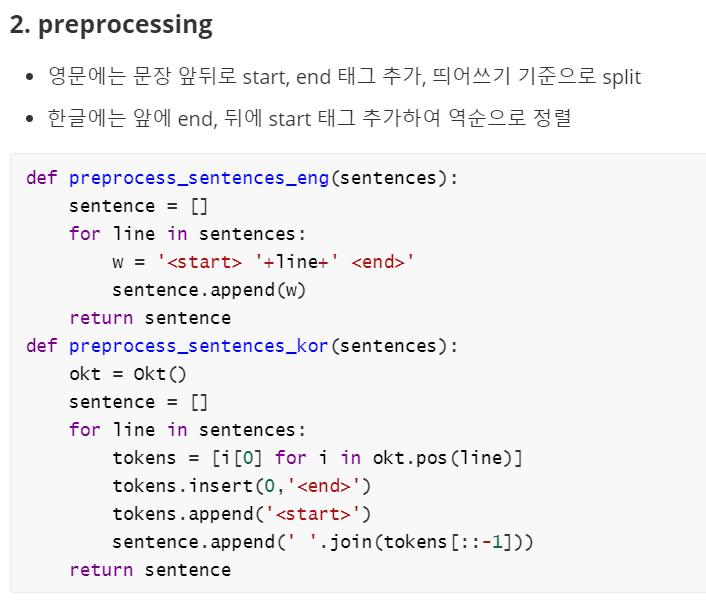 2. preprocessing
• 영문에는 문장 앞뒤로 start, end 태그 추가, 띄어쓰기 기준으로 split
• 한글에는 앞에 end, 뒤에 start 태그 추가하여 역순으로 정렬
def preprocess_sentences_eng(sentences):
    sentence = []
    for line in sentences:
        w = '<start> '+line+' <end>'
        sentence.append(w)
    return sentence
def preprocess_sentences_kor(sentences):
    okt = Okt()
    sentence = []
    for line in sentences:
        tokens = [i[0] for i in okt.pos(line)]
        tokens.insert(0,'<end>')
        tokens.append('<start>')
        sentence.append(' '.join(tokens[::-1]))
    return sentence